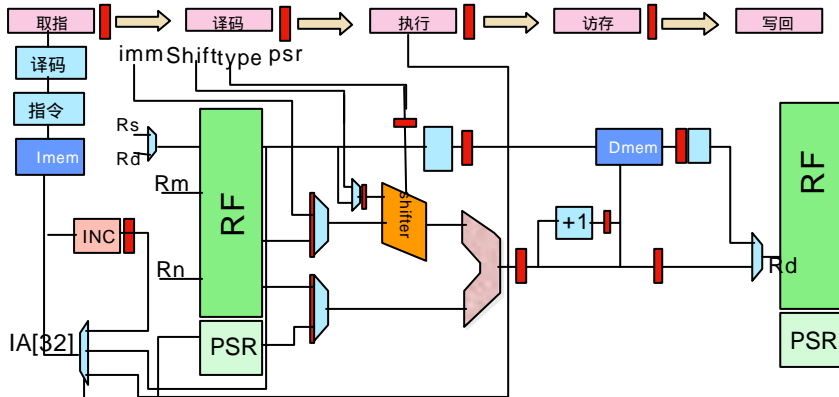 取指 译码 执行 访存 写回
imm Shift type psr
译码
指令
Imem
Rs
Rd
Rm
Rn
RF
INC
IA[32]
PSR
shifter
Dmem
+1
RF
Rd
PSR